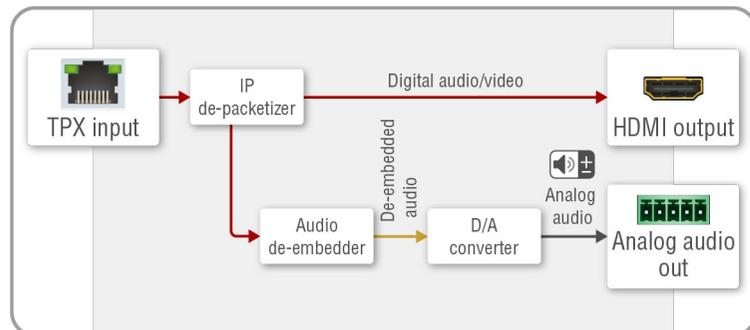 TPX input
IP
de-packetizer
Digital audio/video
HDMI output
De-embedded
audio
Audio
de-embedder
D/A
converter
Analog
audio
Analog audio
out